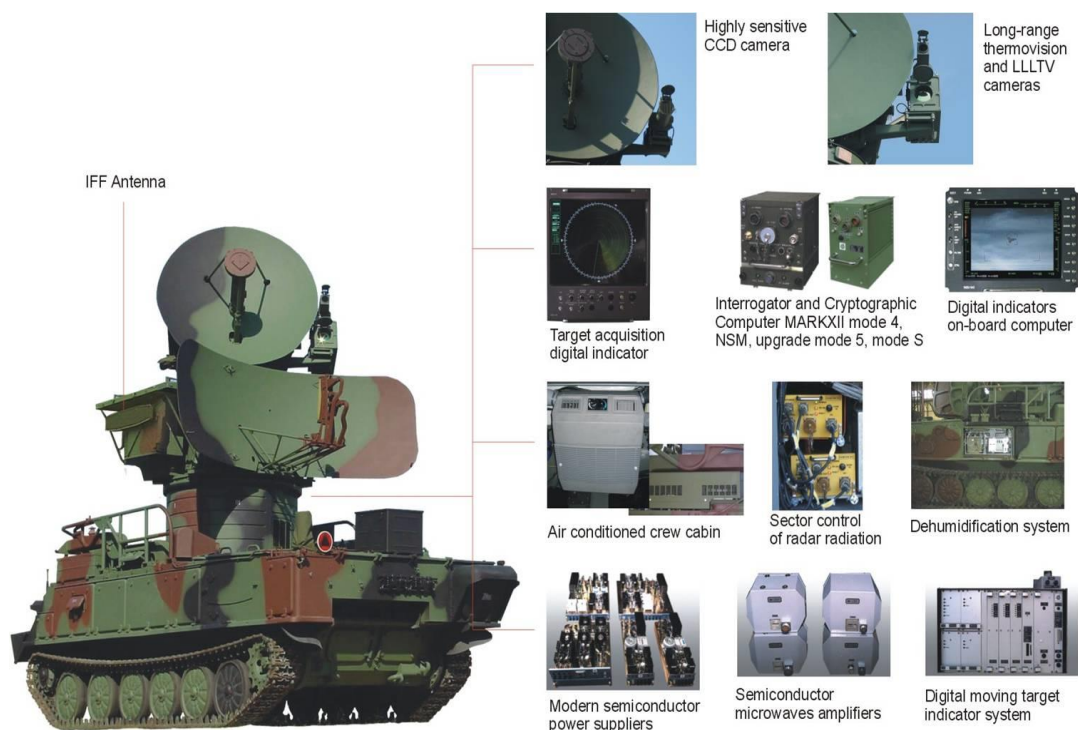 Highly sensitive
CCD camera
Long-range
thermovision
and LLLTV
cameras
IFF Antenna
Target acquisition
digital indicator
Interrogator and Cryptographic
Computer MARKXII mode 4,
NSM, upgrade mode 5, mode S
Digital indicators
on-board computer
Air conditioned crew cabin
Sector control
of radar radiation
Dehumidification system
Modern semiconductor
power suppliers
Semiconductor
microwaves amplifiers
Digital moving target
indicator system